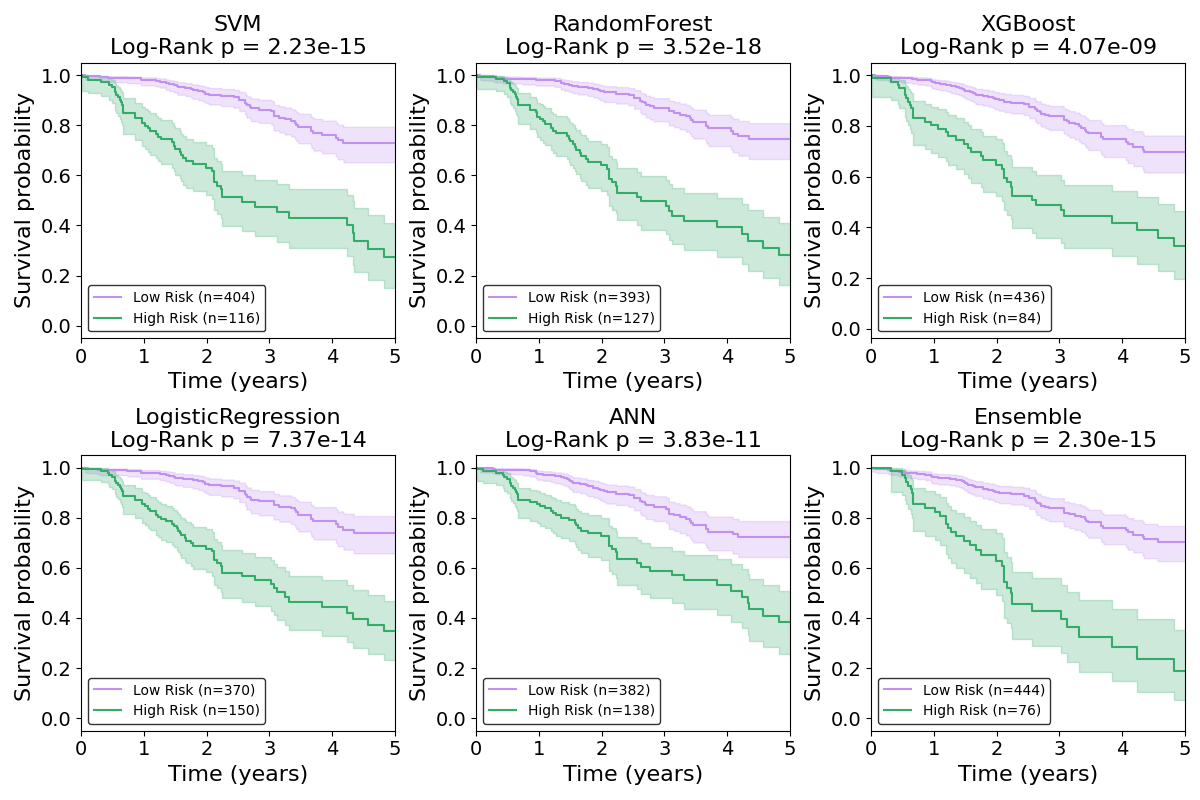 SVM
Log-Rank p = 2.23e-15
Survival probability
1.0
0.8
0.6
0.4
0.2
0.0
Low Risk (n=404)
High Risk (n=116)
0 1 2 3 4 5
Time (years)
RandomForest
Log-Rank p = 3.52e-18
Survival probability
1.0
0.8
0.6
0.4
0.2
0.0
Low Risk (n=393)
High Risk (n=127)
0 1 2 3 4 5
Time (years)
XGBoost
Log-Rank p = 4.07e-09
Survival probability
1.0
0.8
0.6
0.4
0.2
0.0
Low Risk (n=436)
High Risk (n=84)
0 1 2 3 4 5
Time (years)
LogisticRegression
Log-Rank p = 7.37e-14
Survival probability
1.0
0.8
0.6
0.4
0.2
0.0
Low Risk (n=370)
High Risk (n=150)
0 1 2 3 4 5
Time (years)
ANN
Log-Rank p = 3.83e-11
Survival probability
1.0
0.8
0.6
0.4
0.2
0.0
Low Risk (n=382)
High Risk (n=138)
0 1 2 3 4 5
Time (years)
Ensemble
Log-Rank p = 2.30e-15
Survival probability
1.0
0.8
0.6
0.4
0.2
0.0
Low Risk (n=444)
High Risk (n=76)
0 1 2 3 4 5
Time (years)